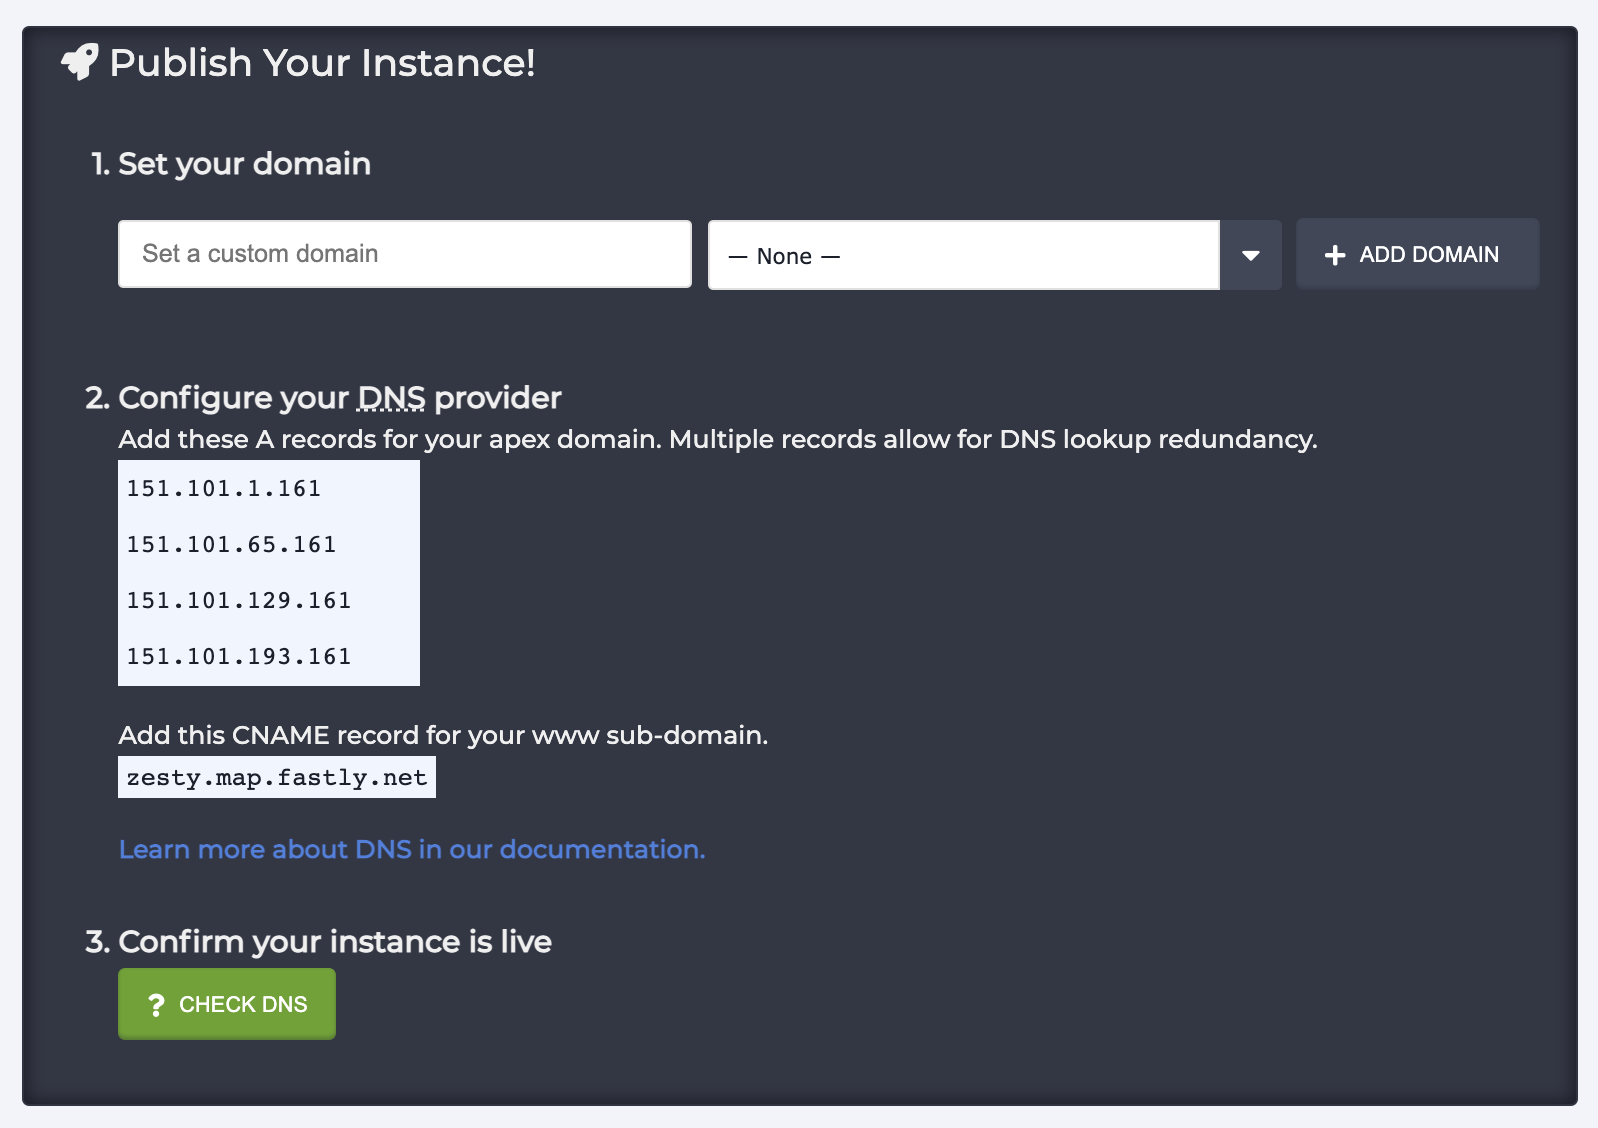 Publish Your Instance!
1. Set your domain
Set a custom domain
— None —
ADD DOMAIN
2. Configure your DNS provider
Add these A records for your apex domain. Multiple records allow for DNS lookup redundancy.
151.101.1.161
151.101.65.161
151.101.129.161
151.101.193.161
Add this CNAME record for your www sub-domain.
zesty.map.fastly.net
Learn more about DNS in our documentation.
3. Confirm your instance is live
? CHECK DNS